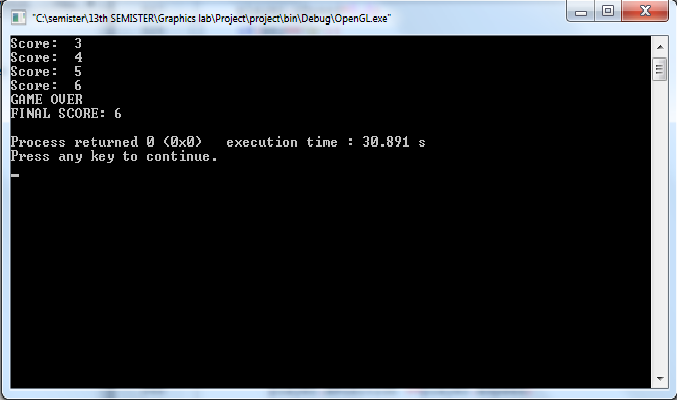 "C:\semister\13th SEMISTER\Graphics lab\Project\project\bin\Debug\OpenGL.exe"
Score:  3
Score:  4
Score:  5
Score:  6
GAME OVER
FINAL SCORE: 6
Process returned 0 (0x0)   execution time : 30.891 s
Press any key to continue.